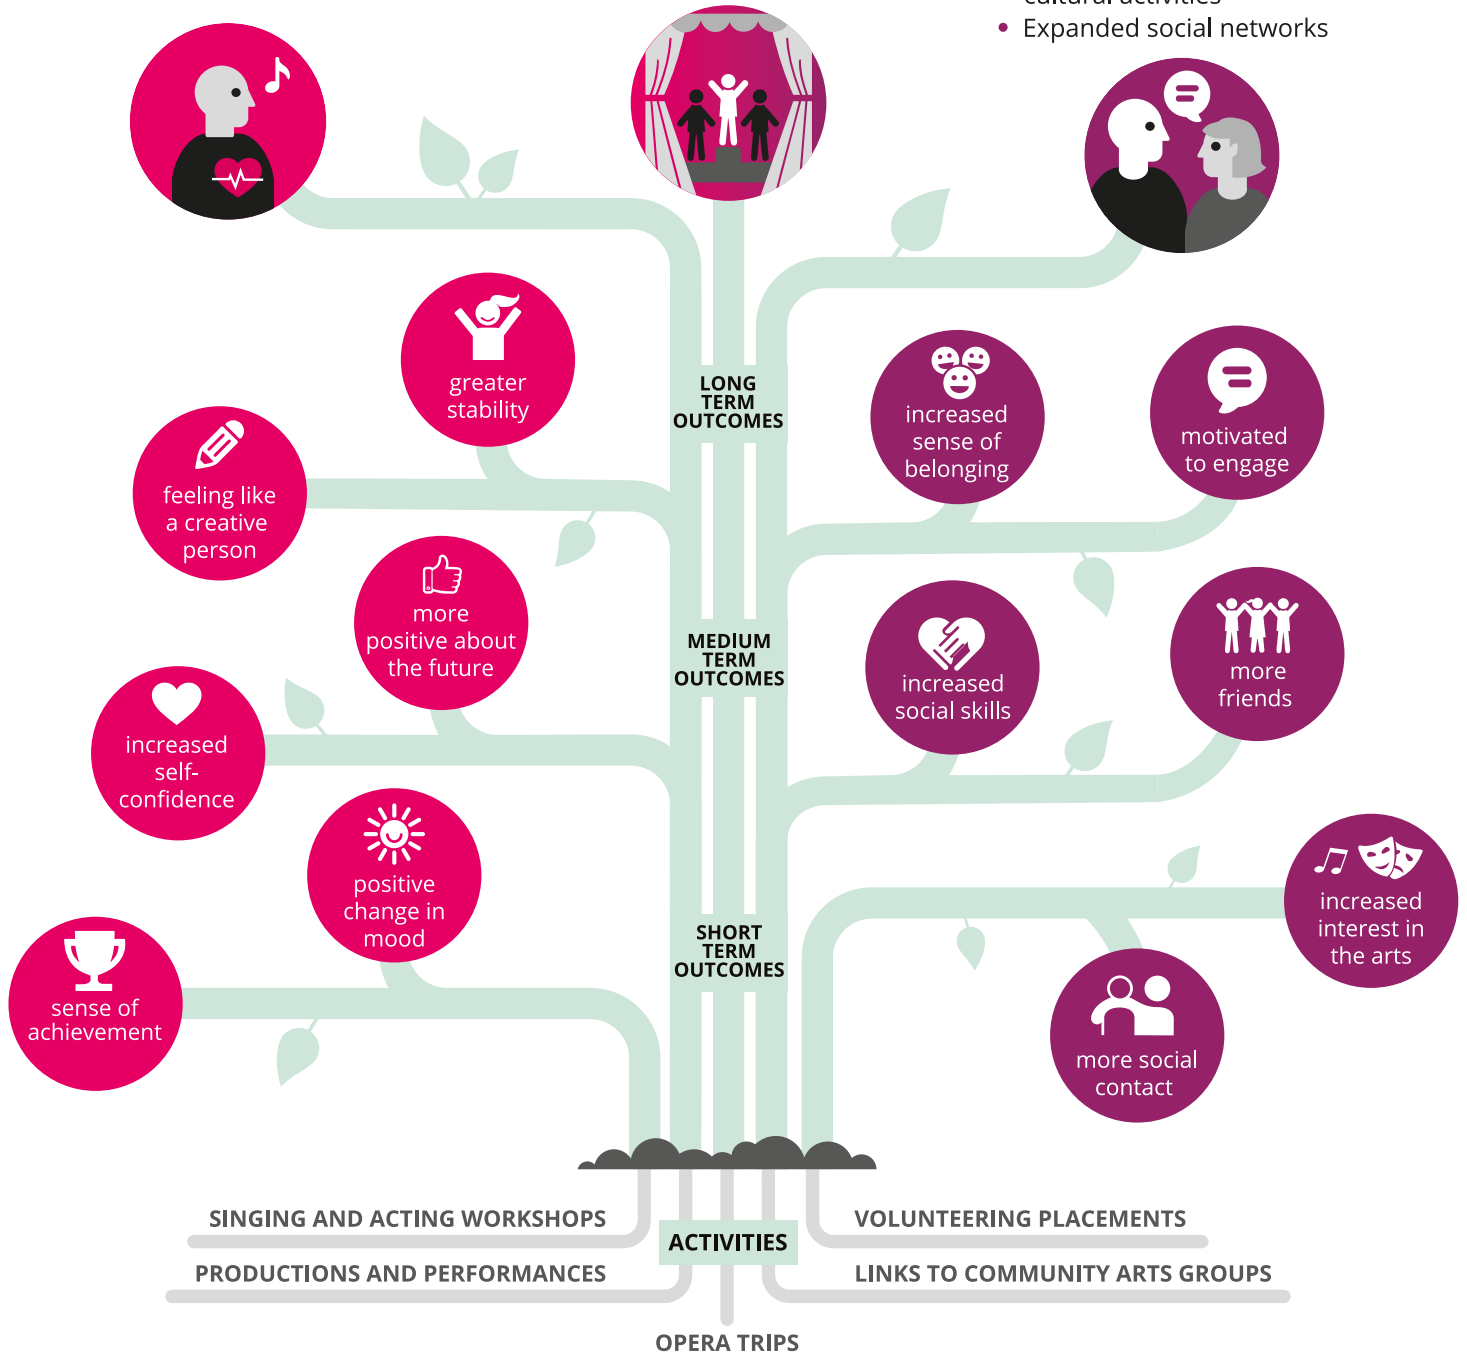 cultural activities
• Expanded social networks
greater
stability
LONG
TERM
OUTCOMES
increased
sense of
belonging
motivated
to engage
feeling like
a creative
person
more
positive about
the future
MEDIUM
TERM
OUTCOMES
increased
social skills
more
friends
increased
self-
confidence
positive
change in
mood
SHORT
TERM
OUTCOMES
increased
interest in
the arts
sense of
achievement
more social
contact
SINGING AND ACTING WORKSHOPS
VOLUNTEERING PLACEMENTS
ACTIVITIES
PRODUCTIONS AND PERFORMANCES
LINKS TO COMMUNITY ARTS GROUPS
OPERA TRIPS